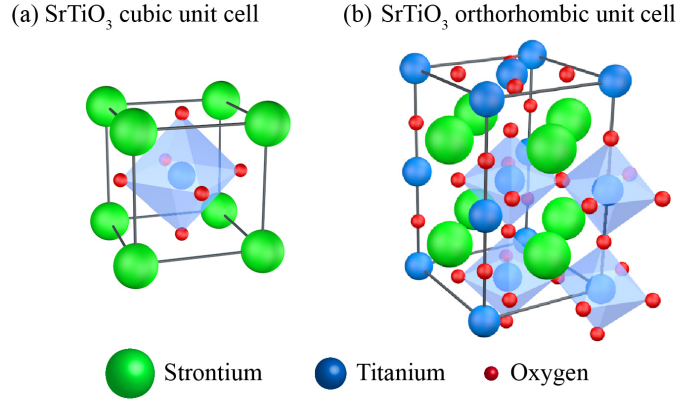 (a) SrTiO₃ cubic unit cell
(b) SrTiO₃ orthorhombic unit cell
Strontium
Titanium
Oxygen